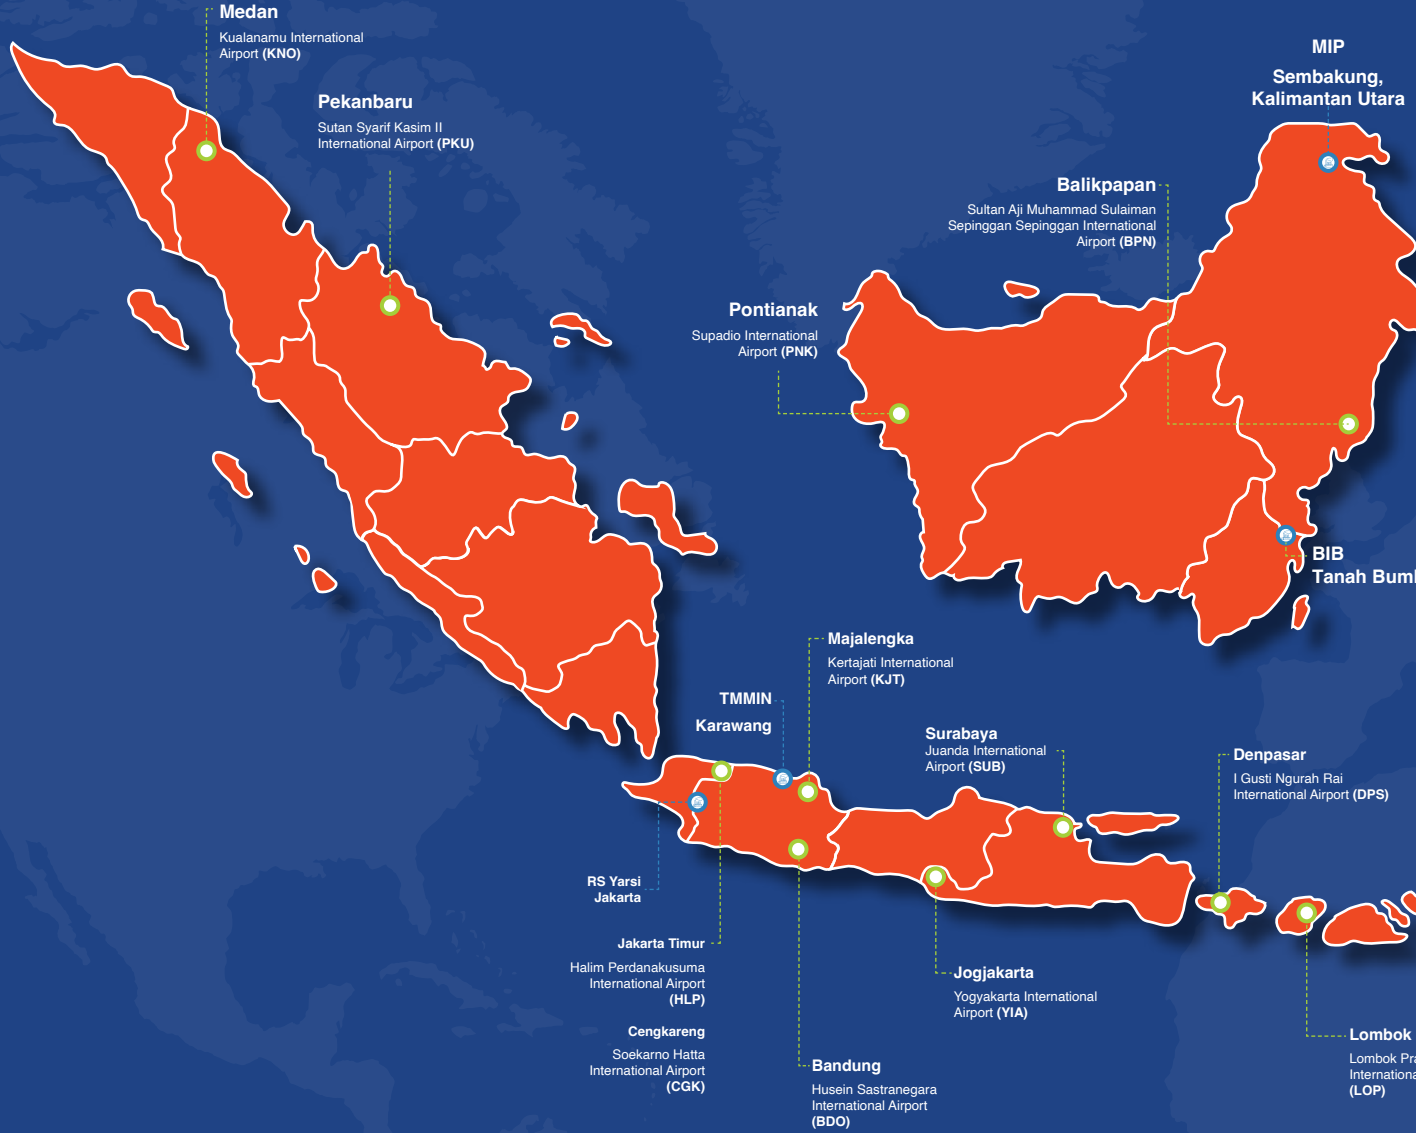 Medan
Kualanamu International
Airport (KNO)
Pekanbaru
Sutan Syarif Kasim II
International Airport (PKU)
MIP
Sembakung,
Kalimantan Utara
Balikpapan
Sultan Aji Muhammad Sulaiman
Sepinggan Sepinggan International
Airport (BPN)
Pontianak
Supadio International
Airport (PNK)
BIB
Tanah
Majalengka
Kertajati International
Airport (KJT)
TMMIN
Karawang
Surabaya
Juanda International
Airport (SUB)
Denpasar
I Gusti Ngurah Rai
International Airport (DPS)
RS Yarsi
Jakarta
Jakarta Timur
Halim Perdanakusuma
International Airport
(HLP)
Cengkareng
Soekarno Hatta
International Airport
(CGK)
Jogjakarta
Yogyakarta International
Airport (YIA)
Bandung
Husein Sastranegara
International Airport
(BDO)
Lombok
Lombok
(LOP)